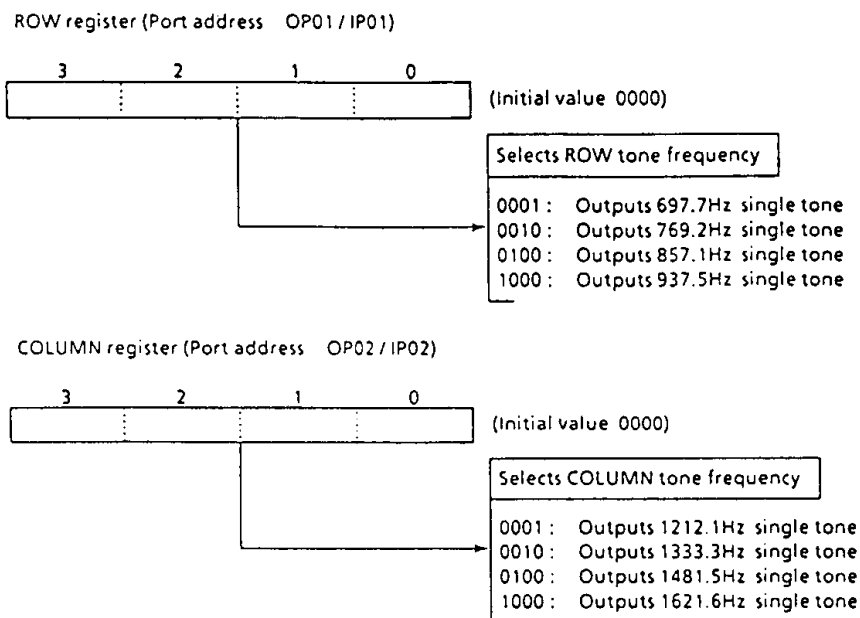 ROW register (Port address OP01 / IP01)
3 2 1 0
(Initial value 0000)
Selects ROW tone frequency
0001 : Outputs 697.7Hz single tone
0010 : Outputs 769.2Hz single tone
0100 : Outputs 857.1Hz single tone
1000 : Outputs 937.5Hz single tone
COLUMN register (Port address OP02 / IP02)
3 2 1 0
(Initial value 0000)
Selects COLUMN tone frequency
0001 : Outputs 1212.1Hz single tone
0010 : Outputs 1333.3Hz single tone
0100 : Outputs 1481.5Hz single tone
1000 : Outputs 1621.6Hz single tone